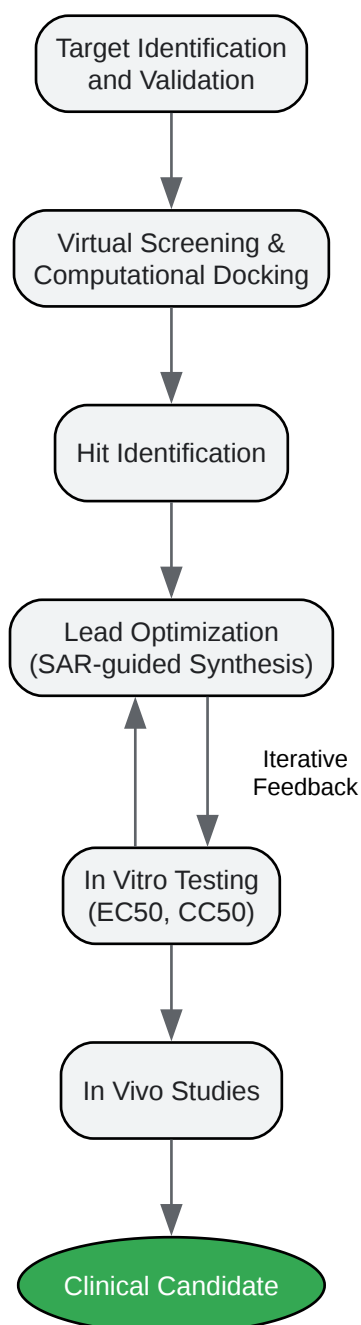 Target Identification
and Validation
Virtual Screening &
Computational Docking
Hit Identification
Lead Optimization
(SAR-guided Synthesis)
Iterative
Feedback
In Vitro Testing
(EC50, CC50)
In Vivo Studies
Clinical Candidate